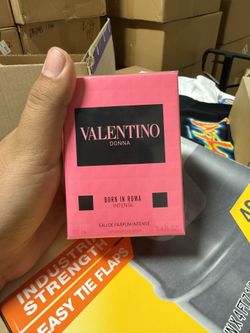 VALENTINO
DONNA
BORN IN ROMA
INTENSE
EAU DE PARFUM INTENSE
INDUSTRIAL
STRENGTH
EASY TIE FLAPS